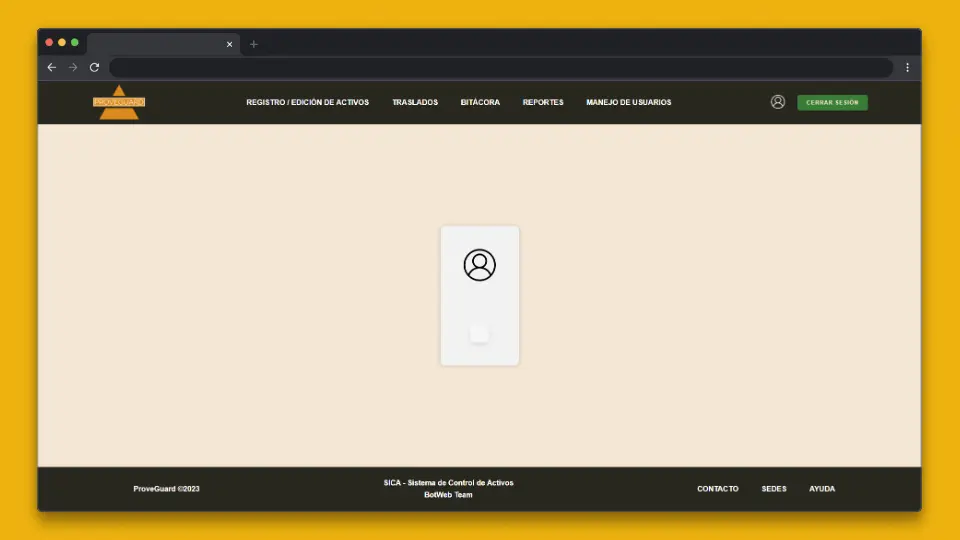 PROVEGUARD
REGISTRO / EDICIÓN DE ACTIVOS
TRASLADOS
BITÁCORA
REPORTES
MANEJO DE USUARIOS
CERRAR SESIÓN
ProveGuard ©2023
SICA - Sistema de Control de Activos
BotWeb Team
CONTACTO
SEDES
AYUDA